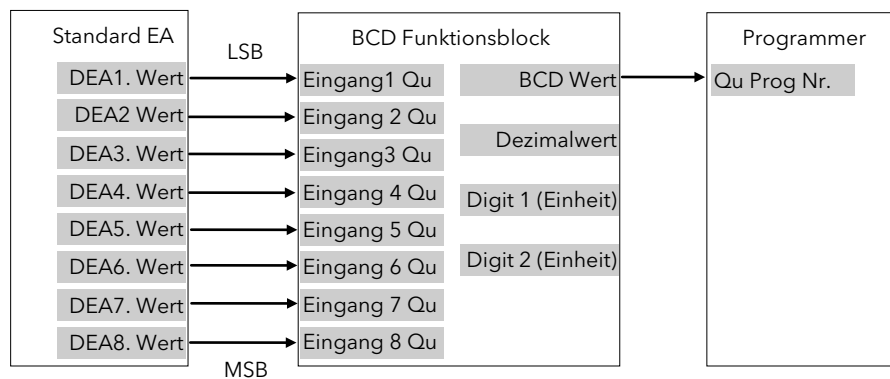 Standard EA
LSB
BCD Funktionsblock
Programmer
DEA1. Wert
Eingang1 Qu
BCD Wert
Qu Prog Nr.
DEA2 Wert
Eingang 2 Qu
DEA3. Wert
Eingang3 Qu
Dezimalwert
DEA4. Wert
Eingang 4 Qu
Digit 1 (Einheit)
DEA5. Wert
Eingang 5 Qu
DEA6. Wert
Eingang 6 Qu
Digit 2 (Einheit)
DEA7. Wert
Eingang 7 Qu
DEA8. Wert
Eingang 8 Qu
MSB